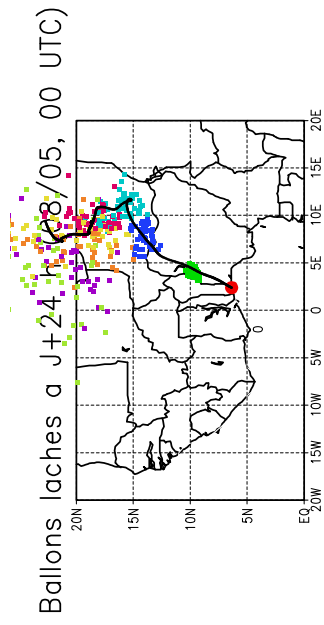 Ballons laches a J+24 h (28/05, 00 UTC)
20N
15N
10N
5N
EQ
20W
15W
10W
5W
0
5E
10E
15E
20E
0